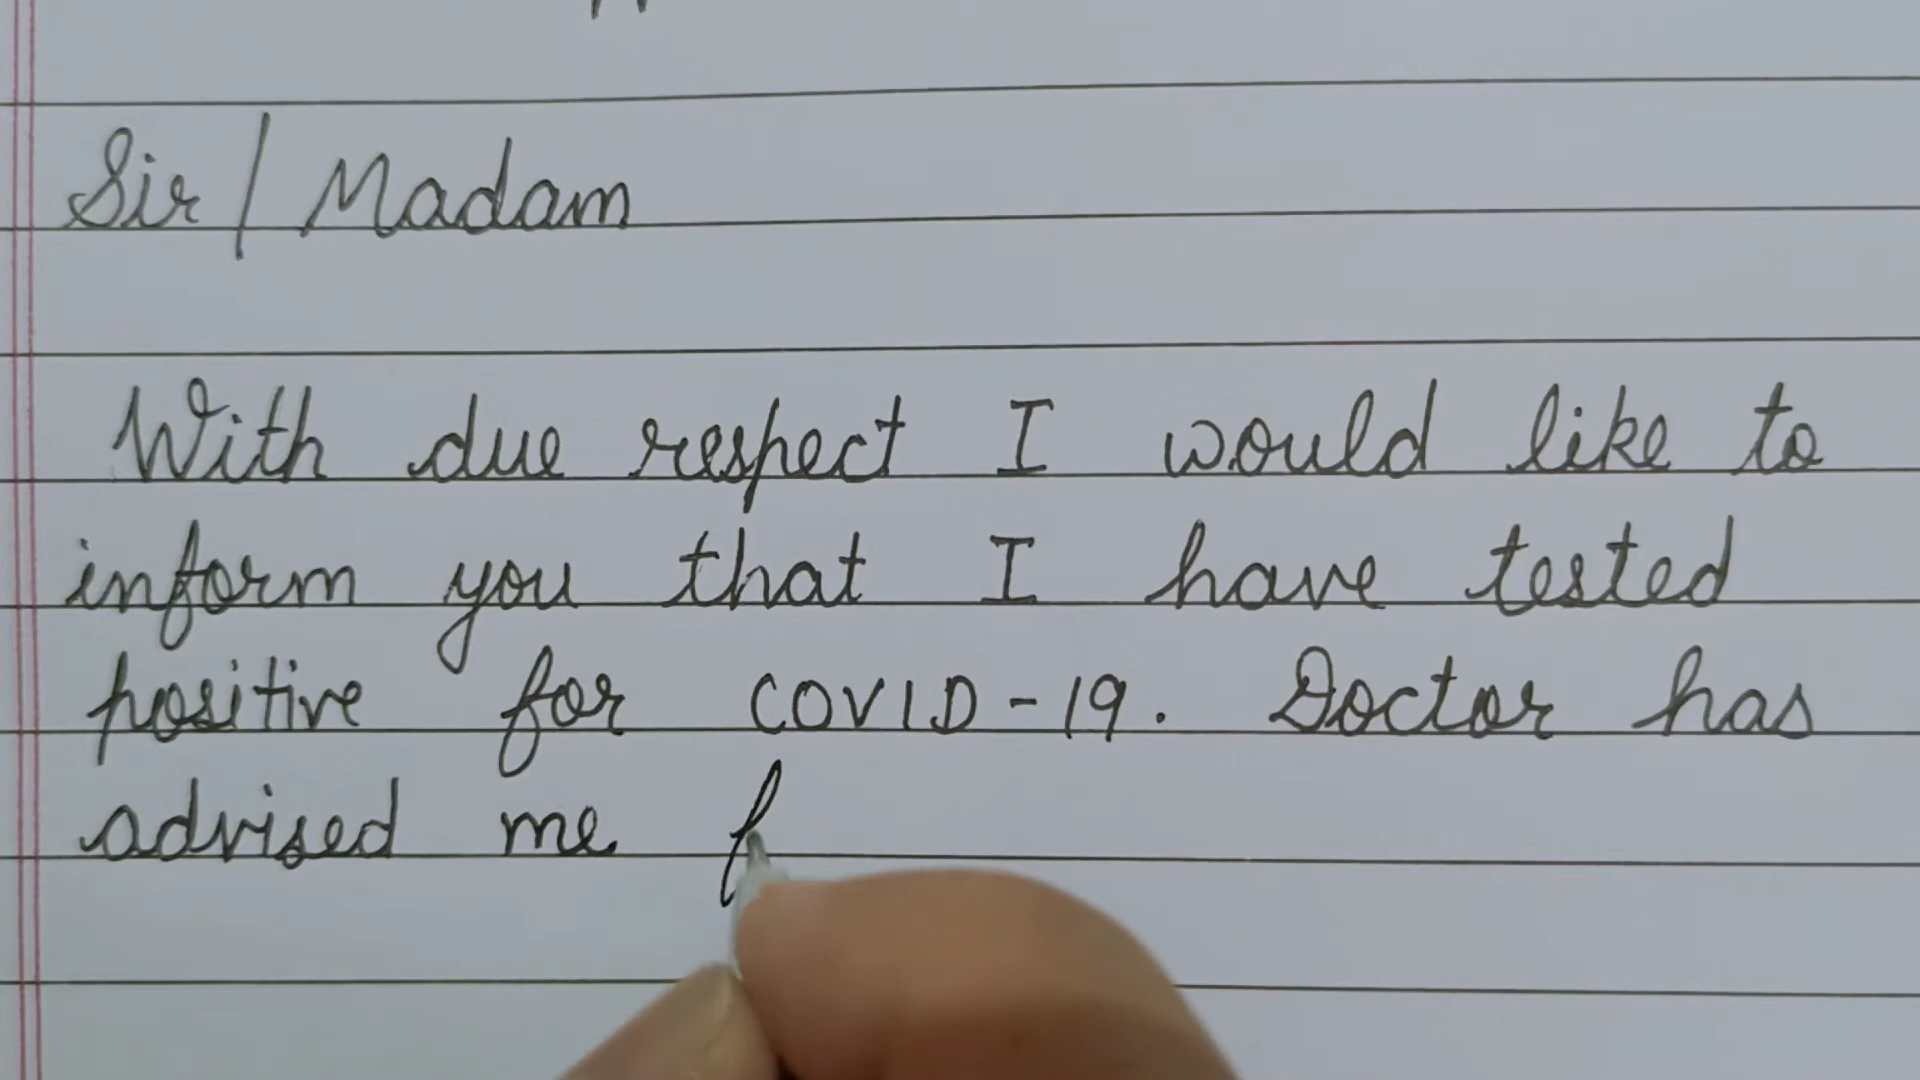 Sir / Madam
With due respect I would like to
inform you that I have tested
positive for COVID-19. Doctor has
advised me f